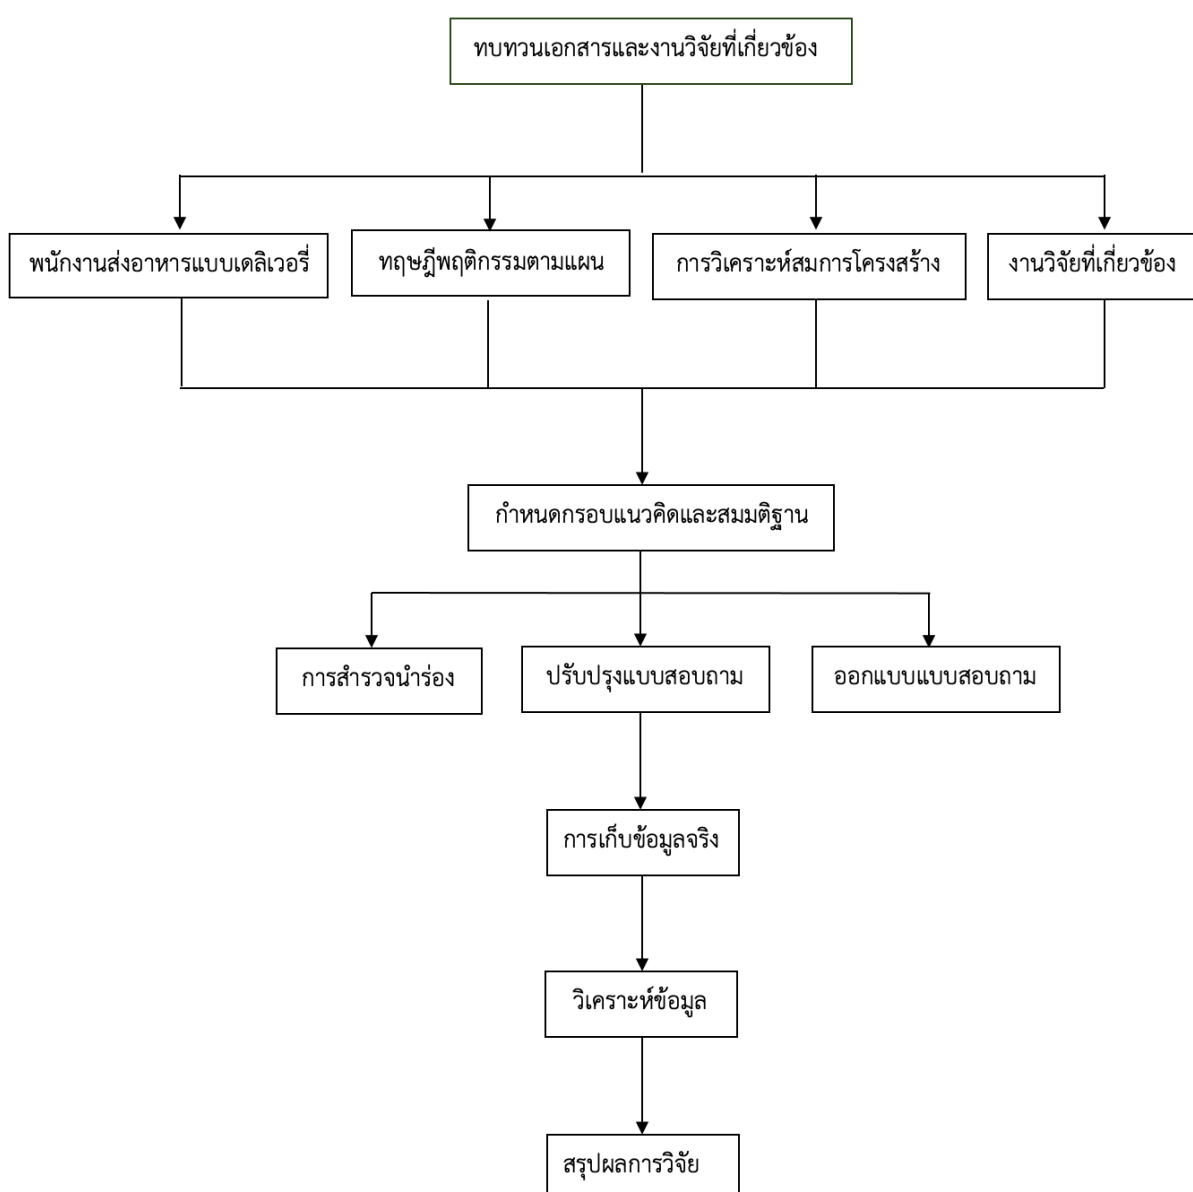 ทบทวนเอกสารและงานวิจัยที่เกี่ยวข้อง
พนักงานส่งอาหารแบบเดลิเวอรี่
ทฤษฎีพฤติกรรมตามแผน
การวิเคราะห์สมการโครงสร้าง
งานวิจัยที่เกี่ยวข้อง
กำหนดกรอบแนวคิดและสมมติฐาน
การสำรวจนำร่อง
ปรับปรุงแบบสอบถาม
ออกแบบแบบสอบถาม
การเก็บข้อมูลจริง
วิเคราะห์ข้อมูล
สรุปผลการวิจัย